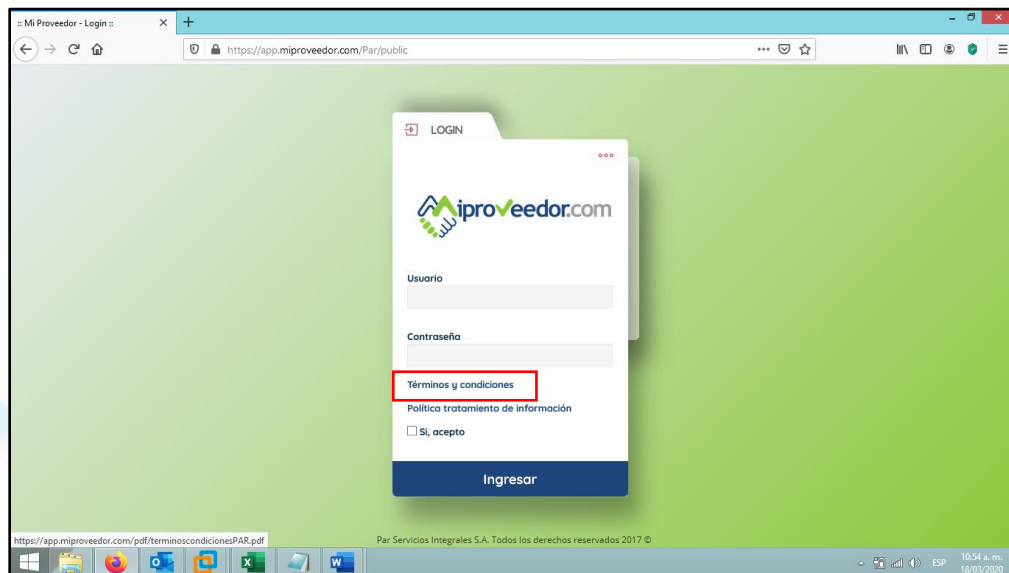 :: Mi Proveedor - Login ::
https://app.miproveedor.com/Par/public
LOGIN
Miproveedor.com
Usuario
Contraseña
Términos y condiciones
Política tratamiento de información
Si, acepto
Ingresar
https://app.miproveedor.com/pdf/terminoscondicionesPAR.pdf
Par Servicios Integrales S.A. Todos los derechos reservados 2017 ©
ESP
10:54 a. m.
18/03/2020